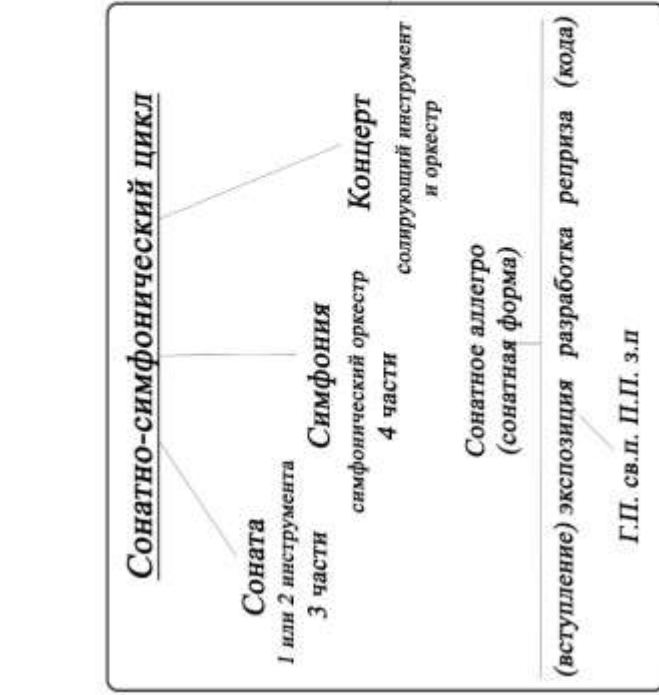 Сонатно-симфонический цикл
Соната
1 или 2 инструмента
3 части
Симфония
симфонический оркестр
4 части
Концерт
солирующий инструмент
и оркестр
Сонатное аллегро
(сонатная форма)
(вступление) экспозиция разработка реприза (кода)
Г.П. св.п. П.П. з.п